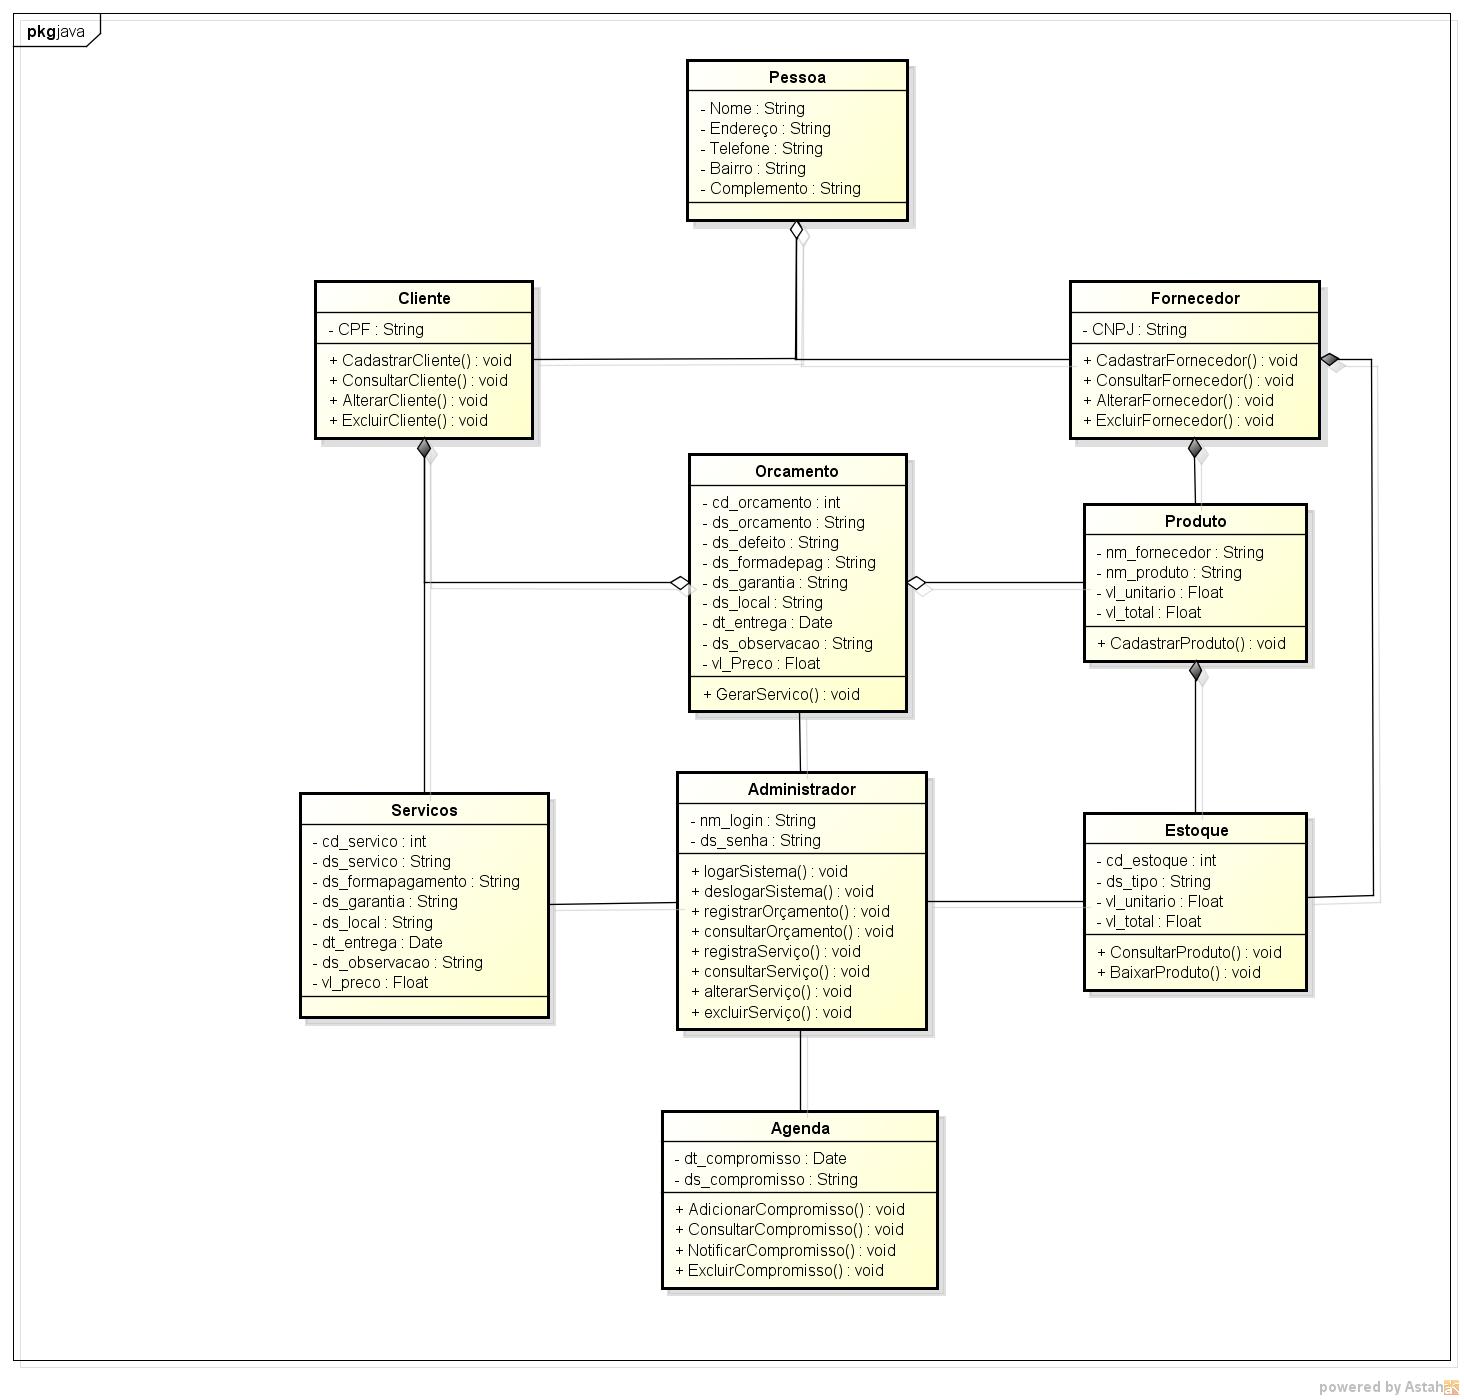 pkg java
Pessoa
- Nome : String
- Endereço : String
- Telefone : String
- Bairro : String
- Complemento : String
Cliente
- CPF : String
+ CadastrarCliente() : void
+ ConsultarCliente() : void
+ AlterarCliente() : void
+ ExcluirCliente() : void
Fornecedor
- CNPJ : String
+ CadastrarFornecedor() : void
+ ConsultarFornecedor() : void
+ AlterarFornecedor() : void
+ ExcluirFornecedor() : void
Orcamento
- cd_orcamento : int
- ds_orcamento : String
- ds_defeito : String
- ds_formadepag : String
- ds_garantia : String
- ds_local : String
- dt_entrega : Date
- ds_observacao : String
- vl_Preco : Float
+ GerarServico() : void
Produto
- nm_fornecedor : String
- nm_produto : String
- vl_unitario : Float
- vl_total : Float
+ CadastrarProduto() : void
Servicos
- cd_servico : int
- ds_servico : String
- ds_formapagamento : String
- ds_garantia : String
- ds_local : String
- dt_entrega : Date
- ds_observacao : String
- vl_preco : Float
Administrador
- nm_login : String
- ds_senha : String
+ logarSistema() : void
+ deslogarSistema() : void
+ registrarOrçamento() : void
+ consultarOrçamento() : void
+ registraServiço() : void
+ consultarServiço() : void
+ alterarServiço() : void
+ excluirServiço() : void
Estoque
- cd_estoque : int
- ds_tipo : String
- vl_unitario : Float
- vl_total : Float
+ ConsultarProduto() : void
+ BaixarProduto() : void
Agenda
- dt_compromisso : Date
- ds_compromisso : String
+ AdicionarCompromisso() : void
+ ConsultarCompromisso() : void
+ NotificarCompromisso() : void
+ ExcluirCompromisso() : void
powered by Astah